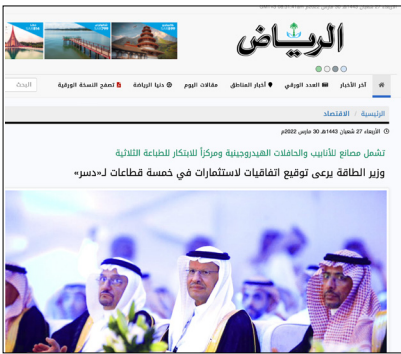 الرياض
آخر الأخبار العدد الورقي أخبار المناطق مقالات اليوم دنيا الرياضة تصفح النسخة الورقية البحث
الرئيسية / الاقتصاد
الأربعاء 27 شعبان 1443هـ 30 مارس 2022م
تشمل مصانع للأنابيب والحافلات الهيدروجينية ومركزاً للابتكار للطباعة الثلاثية
وزير الطاقة يرعى توقيع اتفاقيات لاستثمارات في خمسة قطاعات لـ«دسر»